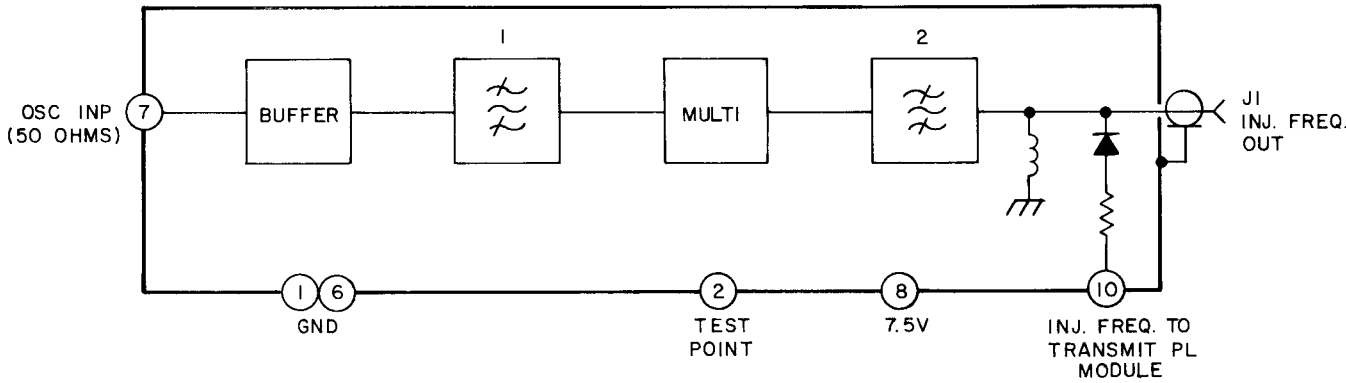 1
2
OSC INP
(50 OHMS)
7
BUFFER
MULTI
J1
INJ. FREQ.
OUT
1
6
GND
2
TEST
POINT
8
7.5V
10
INJ. FREQ. TO
TRANSMIT PL
MODULE